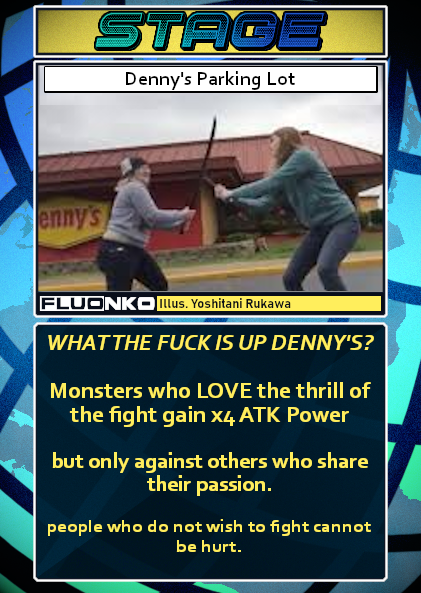 STAGE
Denny's Parking Lot
enny's
FLUONKO Illus. Yoshitani Rukawa
WHAT THE FUCK IS UP DENNY'S?
Monsters who LOVE the thrill of
the fight gain x4 ATK Power
but only against others who share
their passion.
people who do not wish to fight cannot
be hurt.